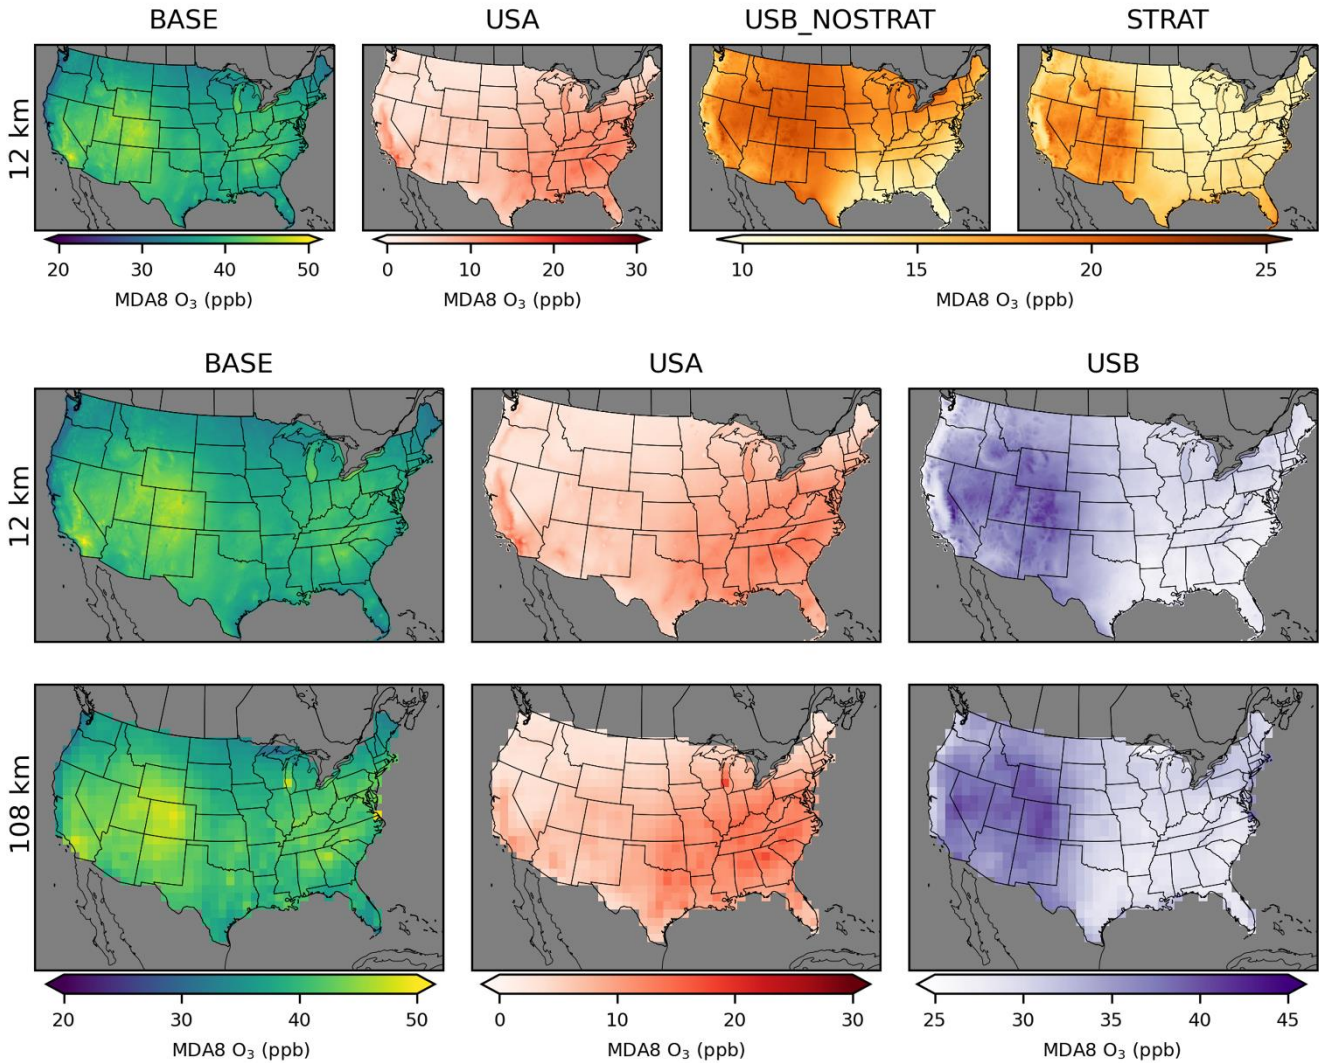 BASE USA USB_NOSTRAT STRAT
12 km
20 30 40 50 0 10 20 30 10 15 20 25
MDA8 O₃ (ppb) MDA8 O₃ (ppb) MDA8 O₃ (ppb)
BASE USA USB
12 km
108 km
20 30 40 50 0 10 20 30 25 30 35 40 45
MDA8 O₃ (ppb) MDA8 O₃ (ppb) MDA8 O₃ (ppb)